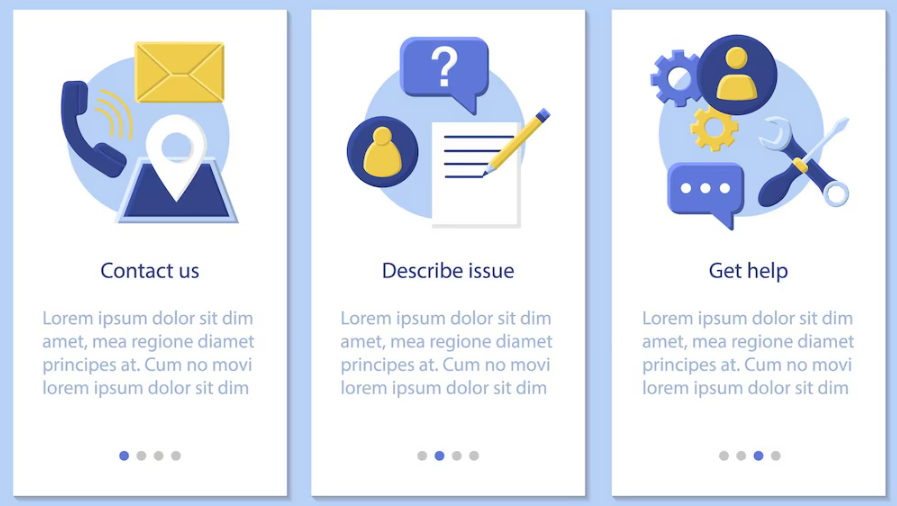 ?
Contact us
Lorem ipsum dolor sit dim
amet, mea regione diamet
principes at. Cum no movi
lorem ipsum dolor sit dim
Describe issue
Lorem ipsum dolor sit dim
amet, mea regione diamet
principes at. Cum no movi
lorem ipsum dolor sit dim
Get help
Lorem ipsum dolor sit dim
amet, mea regione diamet
principes at. Cum no movi
lorem ipsum dolor sit dim